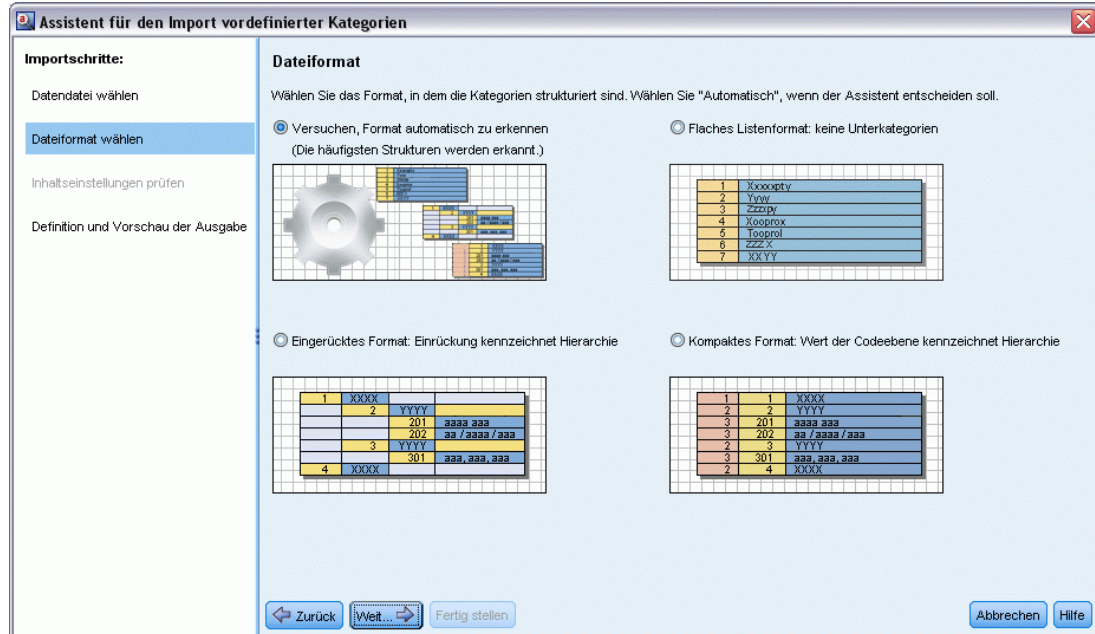 Assistent für den Import vordefinierter Kategorien
Importschritte:
Datendatei wählen
Dateiformat wählen
Inhaltseinstellungen prüfen
Definition und Vorschau der Ausgabe
Dateiformat
Wählen Sie das Format, in dem die Kategorien strukturiert sind. Wählen Sie "Automatisch", wenn der Assistent entscheiden soll.
Versuchen, Format automatisch zu erkennen
(Die häufigsten Strukturen werden erkannt.)
Flaches Listenformat: keine Unterkategorien
1 Xxxxxpty
2 Yyyy
3 Zzzxpy
4 Xooprox
5 Tooprol
6 ZZZ X
7 XX YY
Eingerücktes Format: Einrückung kennzeichnet Hierarchie
1 XXXX
2 YYYY
201 aaaa aaa
202 aa / aaaa / aaa
3 YYYY
301 aaa, aaa, aaa
4 XXXX
Kompaktes Format: Wert der Codeebene kennzeichnet Hierarchie
1 1 XXXX
2 2 YYYY
3 201 aaaa aaa
3 202 aa / aaaa / aaa
2 3 YYYY
3 301 aaa, aaa, aaa
2 4 XXXX
Zurück
Weit...
Fertig stellen
Abbrechen
Hilfe